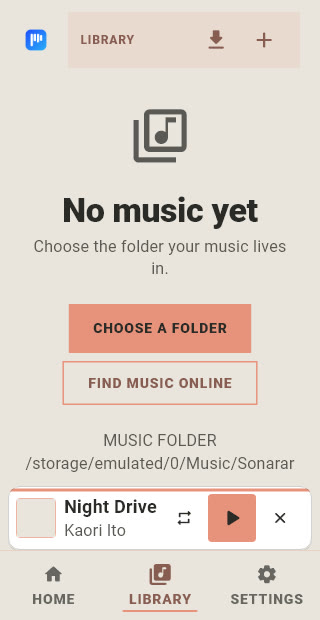 LIBRARY
No music yet
Choose the folder your music lives
in.
CHOOSE A FOLDER
FIND MUSIC ONLINE
MUSIC FOLDER
/storage/emulated/0/Music/Sonarar
Night Drive
Kaori Ito
HOME
LIBRARY
SETTINGS